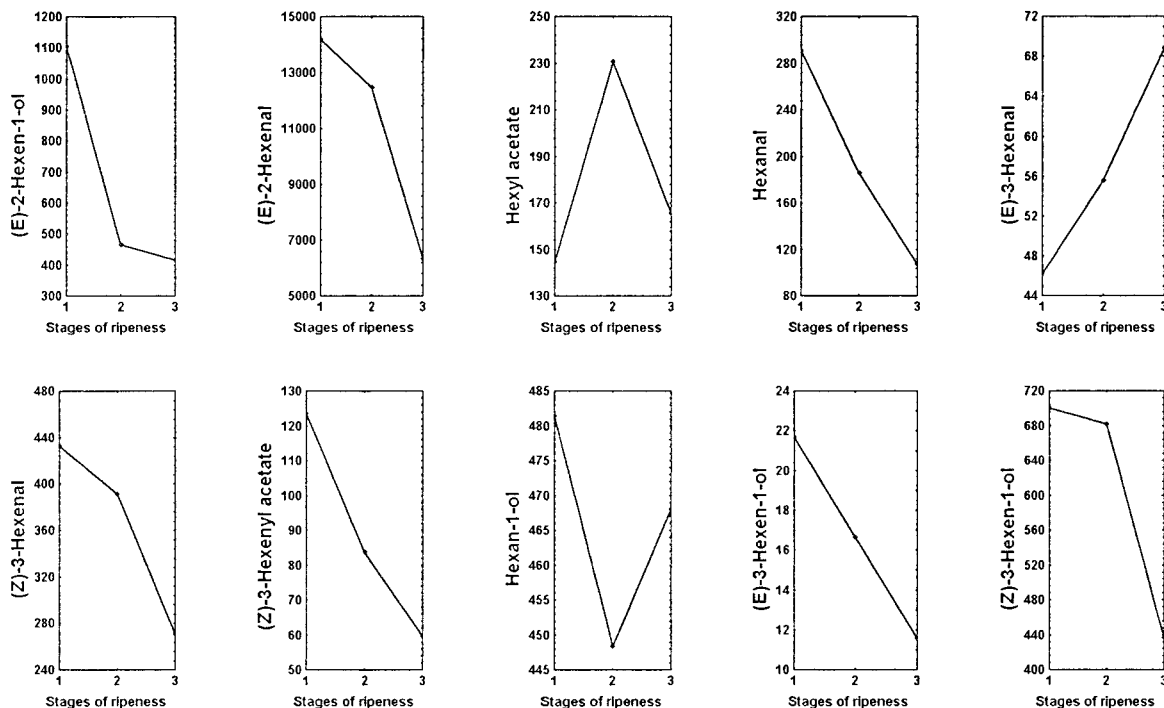 (E)-2-Hexen-1-ol
1200
1100
1000
900
800
700
600
500
400
300
1 2 3
Stages of ripeness
(E)-2-Hexenal
15000
13000
11000
9000
7000
5000
1 2 3
Stages of ripeness
Hexyl acetate
250
230
210
190
170
150
130
1 2 3
Stages of ripeness
Hexanal
320
280
240
200
160
120
80
1 2 3
Stages of ripeness
(E)-3-Hexenal
72
68
64
60
56
52
48
44
1 2 3
Stages of ripeness
(Z)-3-Hexenal
480
440
400
360
320
280
240
1 2 3
Stages of ripeness
(Z)-3-Hexenyl acetate
130
120
110
100
90
80
70
60
50
1 2 3
Stages of ripeness
Hexan-1-ol
485
480
475
470
465
460
455
450
445
1 2 3
Stages of ripeness
(E)-3-Hexen-1-ol
24
22
20
18
16
14
12
10
1 2 3
Stages of ripeness
(Z)-3-Hexen-1-ol
720
680
640
600
560
520
480
440
400
1 2 3
Stages of ripeness